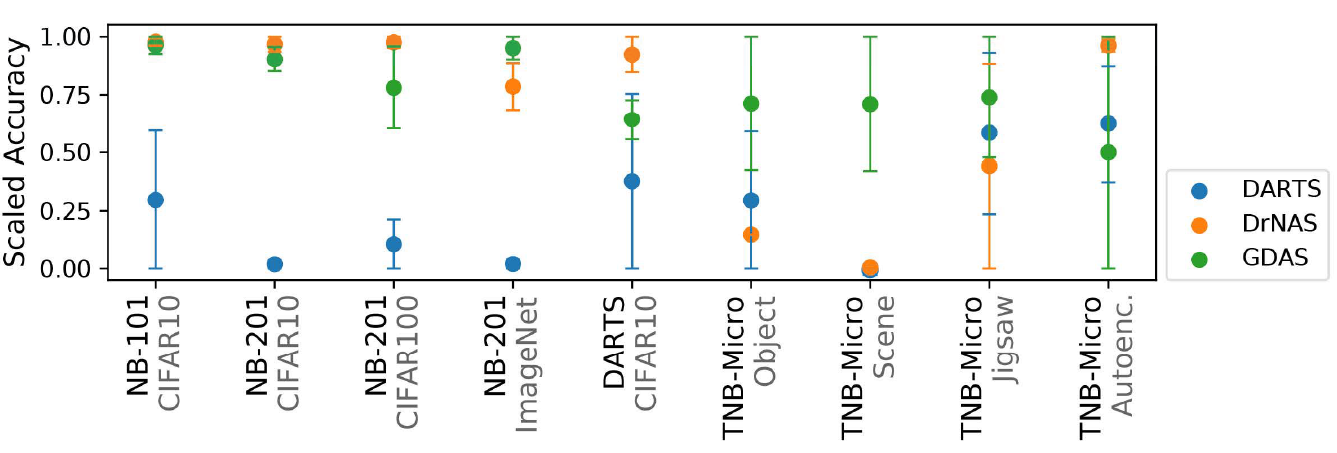 Scaled Accuracy
1.00
0.75
0.50
0.25
0.00
NB-101
CIFAR10
NB-201
CIFAR10
NB-201
CIFAR100
NB-201
ImageNet
DARTS
CIFAR10
TNB-Micro
Object
TNB-Micro
Scene
TNB-Micro
Jigsaw
TNB-Micro
Autoenc.
DARTS
DrNAS
GDAS